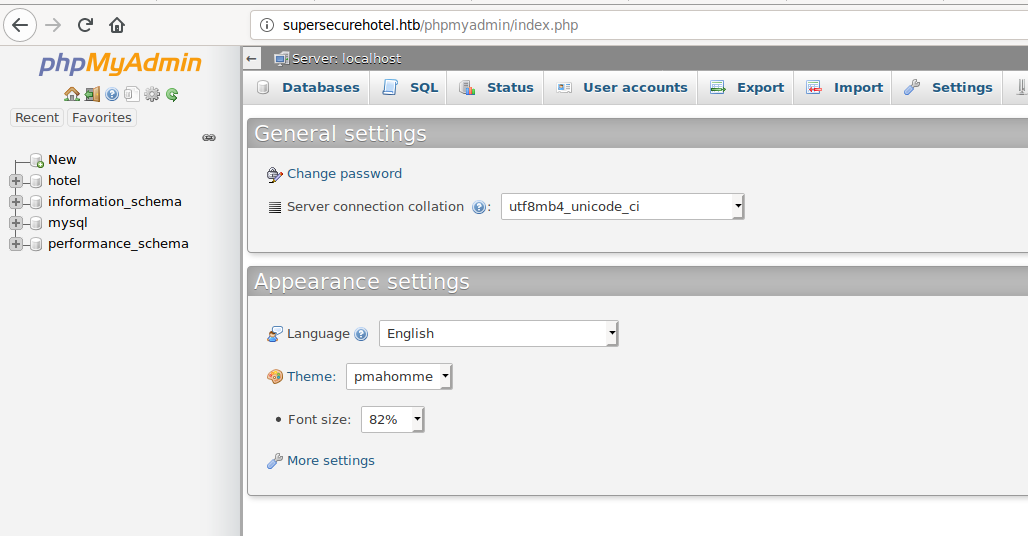 supersecurehotel.htb/phpmyadmin/index.php
phpMyAdmin
Recent Favorites
New
hotel
information_schema
mysql
performance_schema
Server: localhost
Databases SQL Status User accounts Export Import Settings
General settings
Change password
Server connection collation : utf8mb4_unicode_ci
Appearance settings
Language English
Theme: pmahomme
• Font size: 82%
More settings